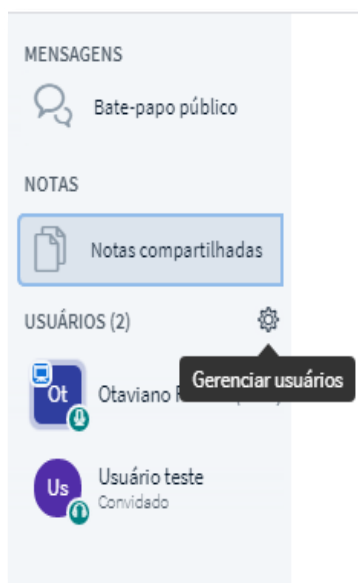 MENSAGENS
Bate-papo público
NOTAS
Notas compartilhadas
USUÁRIOS (2)
Gerenciar usuários
Ot
Otaviano
Us
Usuário teste
Convidado